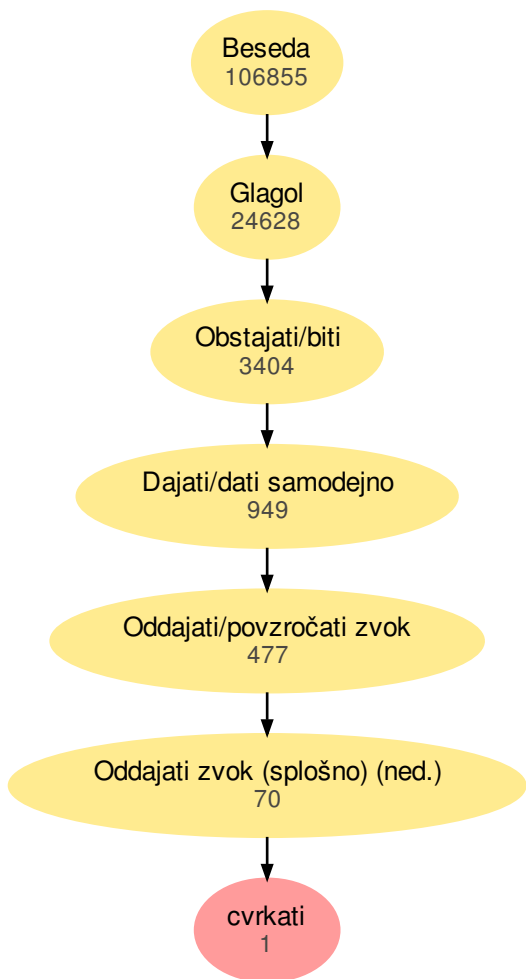 Beseda
106855
Glagol
24628
Obstajati/biti
3404
Dajati/dati samodejno
949
Oddajati/povzročati zvok
477
Oddajati zvok (splošno) (ned.)
70
cvrkati
1